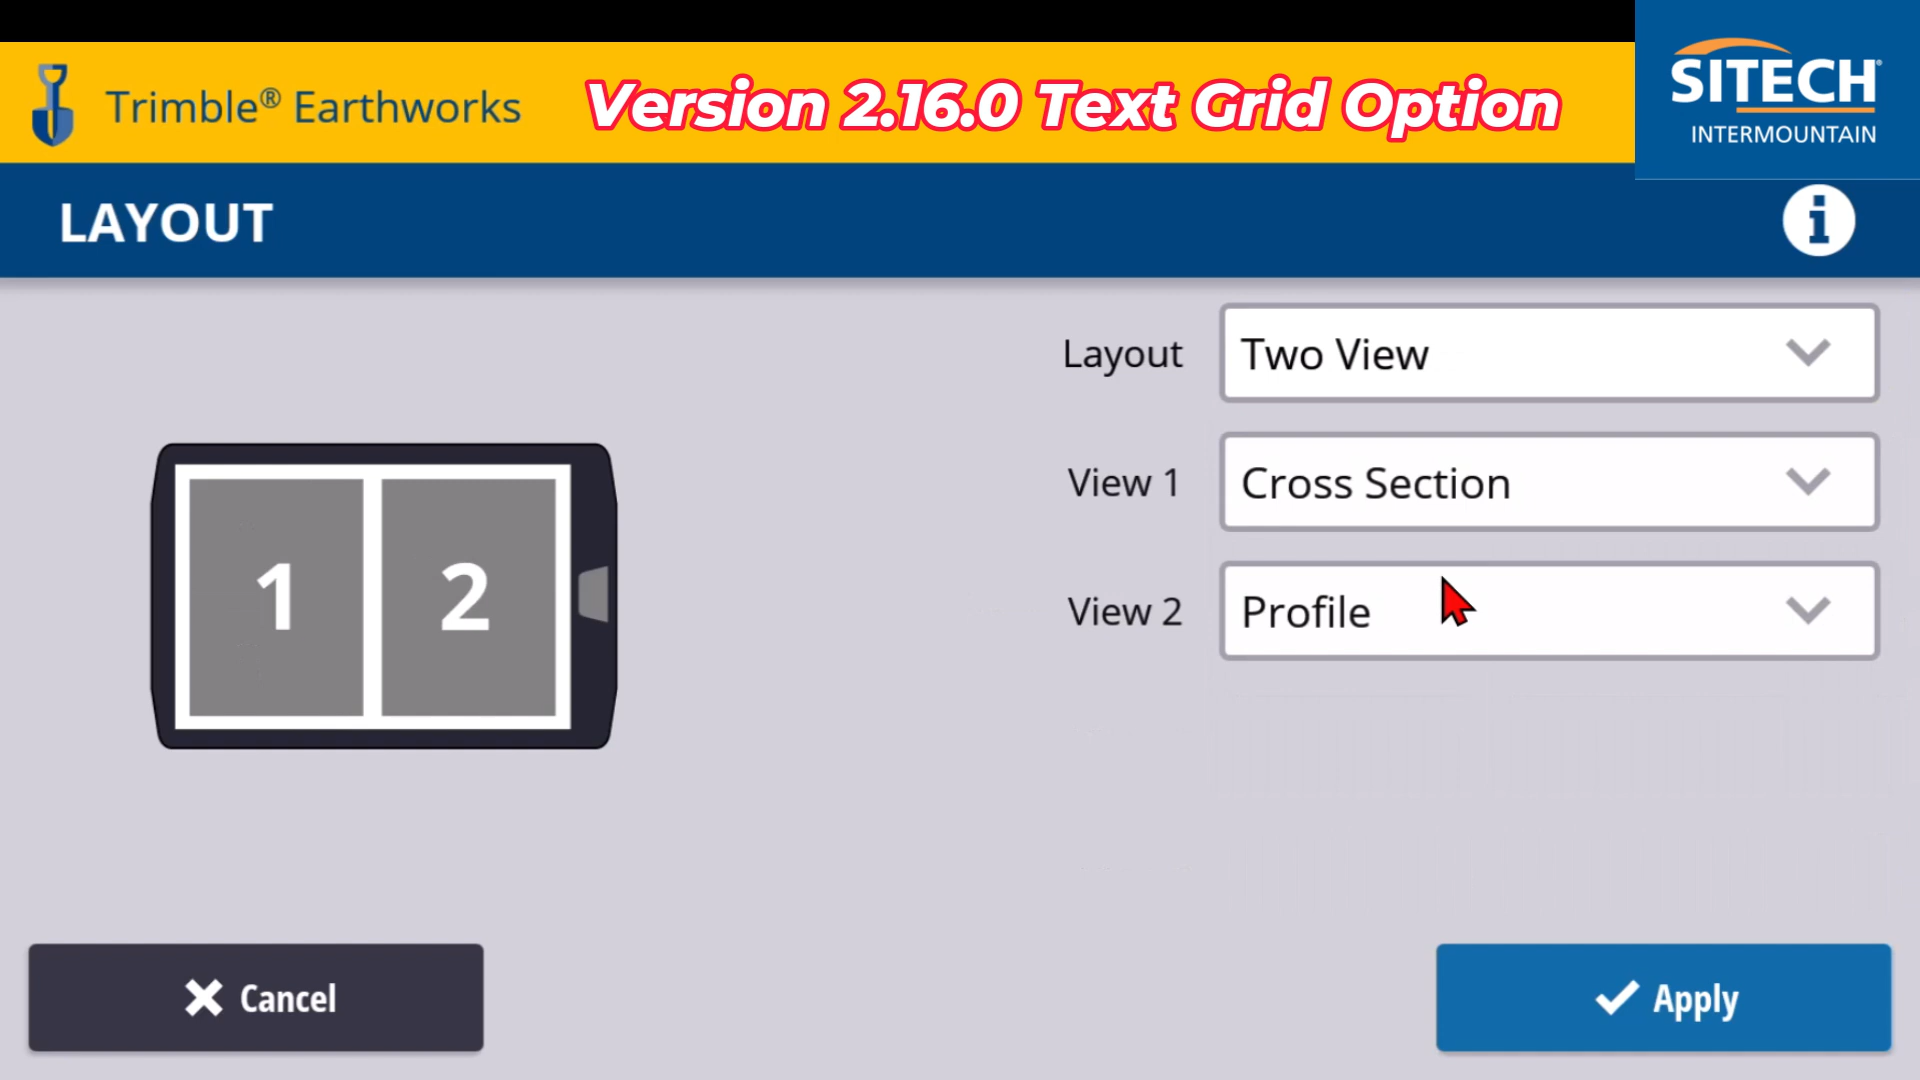 Trimble® Earthworks
Version 2.16.0 Text Grid Option
SITECH®
INTERMOUNTAIN
LAYOUT
i
Layout
Two View
View 1
Cross Section
View 2
Profile
1
2
Cancel
Apply